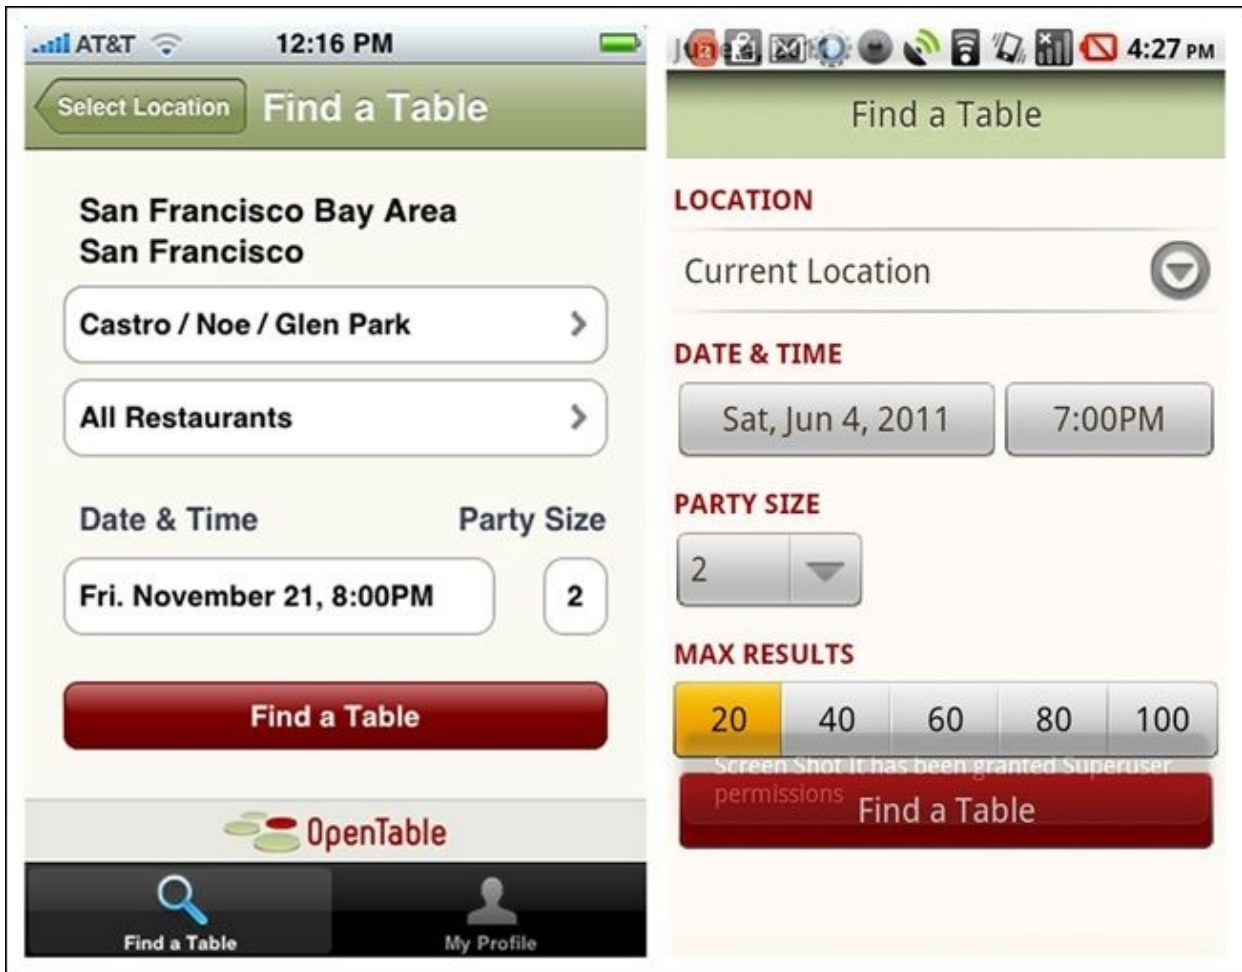 AT&T 12:16 PM
Select Location Find a Table
San Francisco Bay Area
San Francisco
Castro / Noe / Glen Park
All Restaurants
Date & Time Party Size
Fri. November 21, 8:00PM 2
Find a Table
OpenTable
Find a Table My Profile
4:27 PM
Find a Table
LOCATION
Current Location
DATE & TIME
Sat, Jun 4, 2011 7:00PM
PARTY SIZE
2
MAX RESULTS
20 40 60 80 100
Screen Shot It has been granted Superuser
permissions
Find a Table